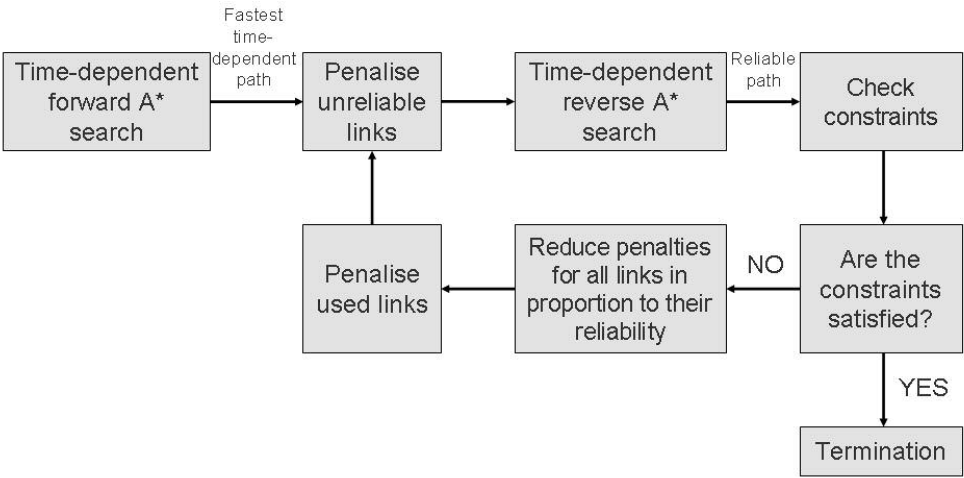 Fastest
time-
dependent
path
Time-dependent
forward A*
search
Penalise
unreliable
links
Time-dependent
reverse A*
search
Reliable
path
Check
constraints
Penalise
used links
Reduce penalties
for all links in
proportion to their
reliability
NO
Are the
constraints
satisfied?
YES
Termination